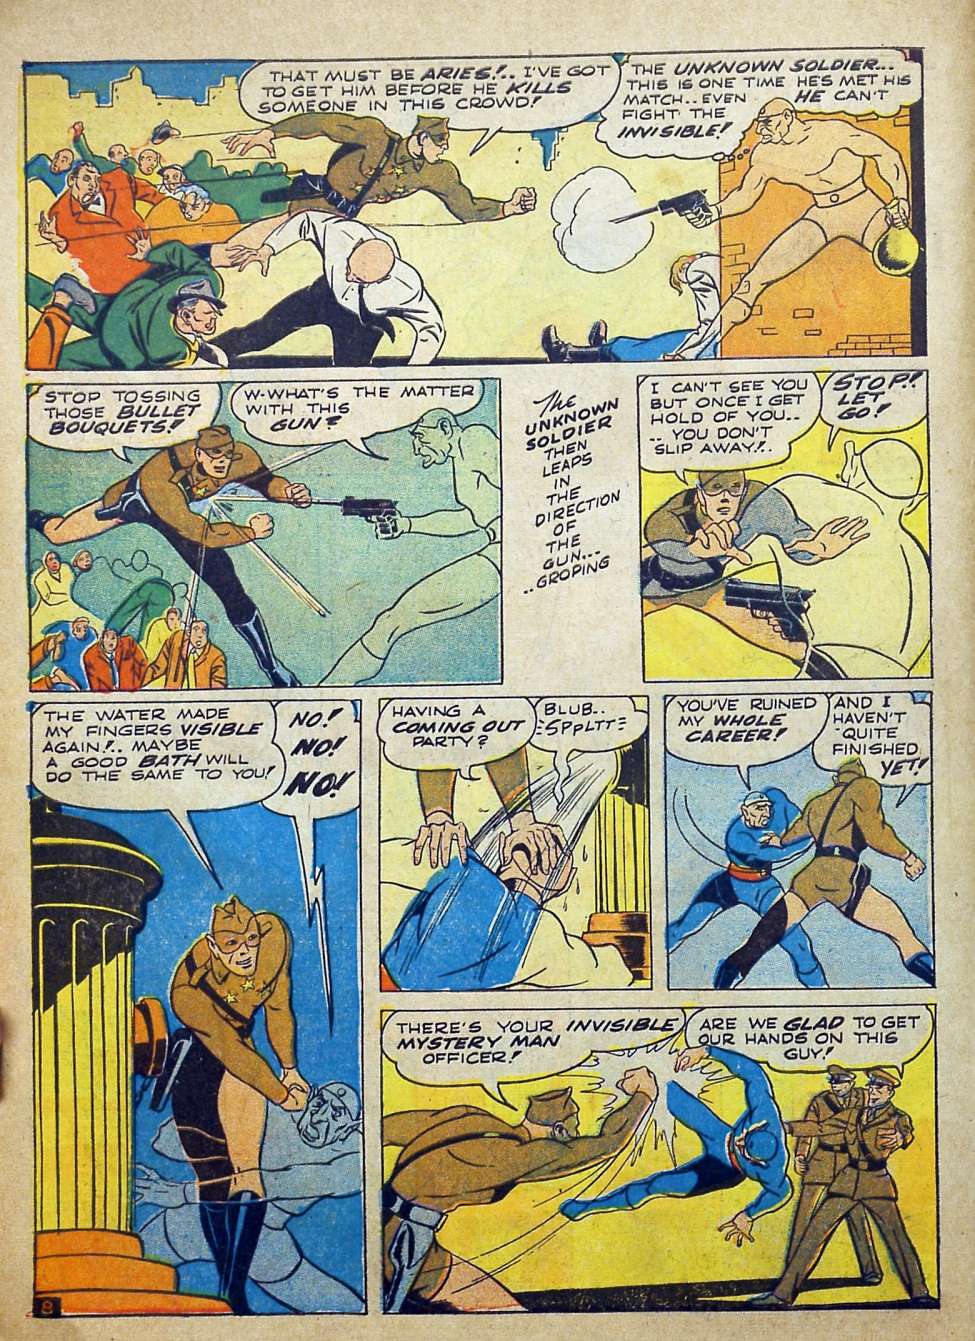 THAT MUST BE ARIES!.. I'VE GOT
TO GET HIM BEFORE HE KILLS
SOMEONE IN THIS CROWD!
THE UNKNOWN SOLDIER...
THIS IS ONE TIME HE'S MET HIS
MATCH.. EVEN HE CAN'T
FIGHT THE
INVISIBLE!
STOP TOSSING
THOSE BULLET
BOUQUETS!
W-WHAT'S THE MATTER
WITH THIS
GUN?
The
UNKNOWN
SOLDIER
THEN
LEAPS
IN
THE
DIRECTION
OF
THE
GUN...
..GROPING
I CAN'T SEE YOU
BUT ONCE I GET
HOLD OF YOU..
..YOU DON'T
SLIP AWAY!..
STOP!
LET
GO!
THE WATER MADE
MY FINGERS VISIBLE
AGAIN!.. MAYBE
A GOOD BATH WILL
DO THE SAME TO YOU!
NO!
NO!
NO!
HAVING A
COMING OUT
PARTY?
BLUB..
=SPPLTT=
YOU'VE RUINED
MY WHOLE
CAREER!
AND I
HAVEN'T
QUITE
FINISHED,
YET!
THERE'S YOUR INVISIBLE
MYSTERY MAN
OFFICER!
ARE WE GLAD TO GET
OUR HANDS ON THIS
GUY!
8